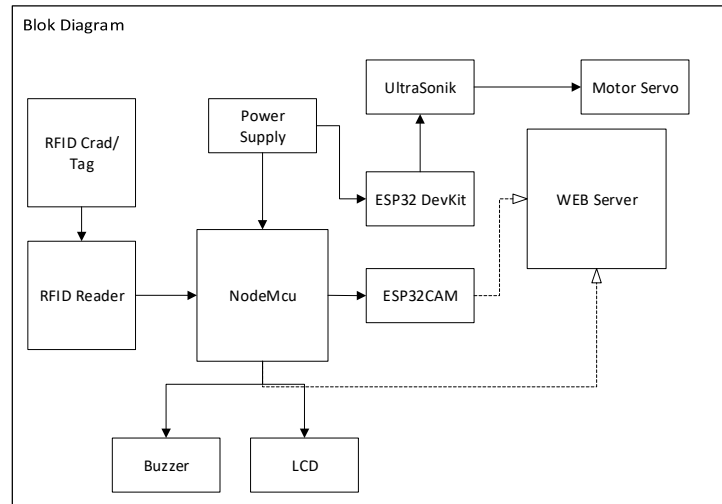 Blok Diagram
UltraSonik
Motor Servo
Power
Supply
RFID Crad/
Tag
ESP32 DevKit
WEB Server
RFID Reader
NodeMcu
ESP32CAM
Buzzer
LCD